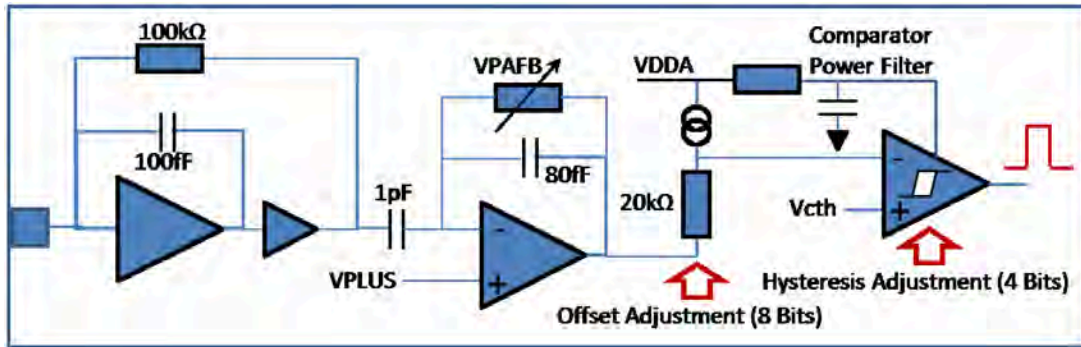 100kΩ
100fF
1pF
VPAFB
80fF
VPLUS
-
+
VDDA
20kΩ
Offset Adjustment (8 Bits)
Comparator
Power Filter
Vcth
-
+
Hysteresis Adjustment (4 Bits)